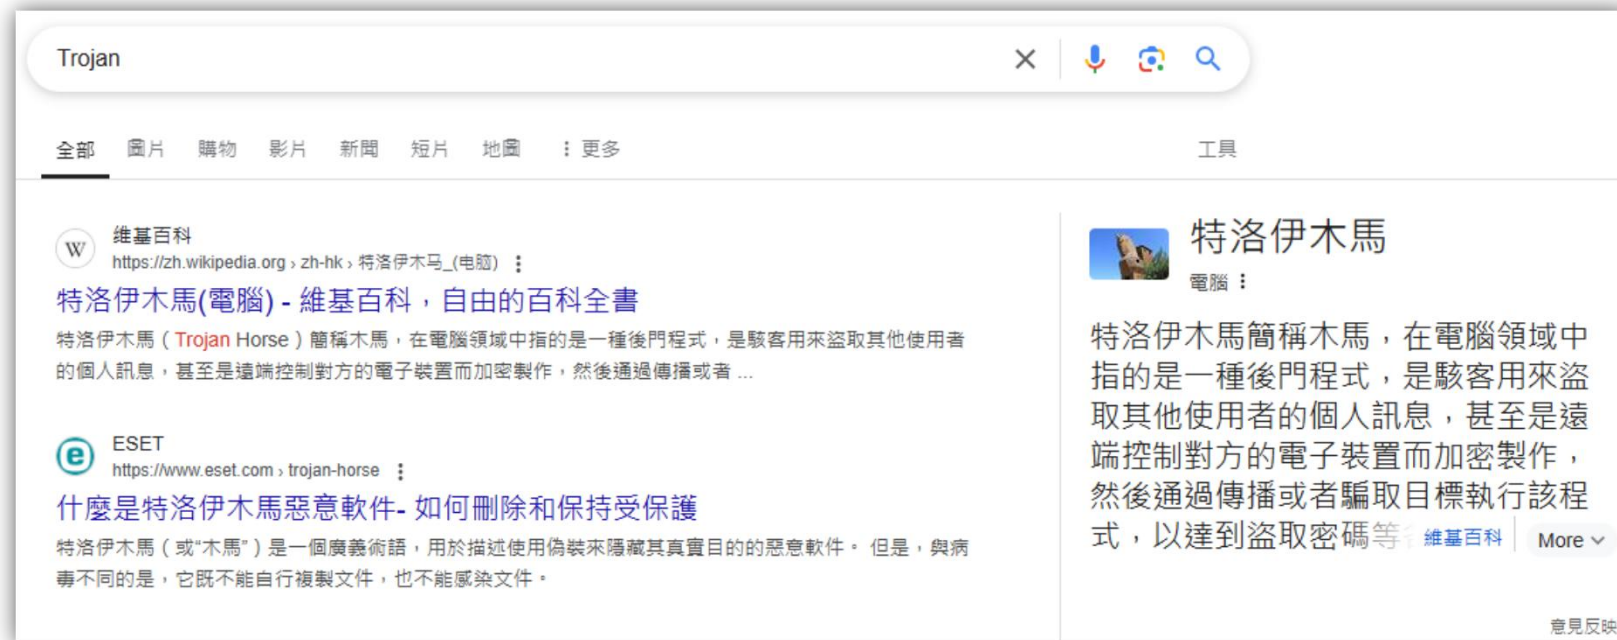 Trojan
全部 圖片 購物 影片 新聞 短片 地圖 更多 工具
维基百科
https://zh.wikipedia.org › zh-hk › 特洛伊木马_(电脑)
特洛伊木馬(電腦) - 維基百科，自由的百科全書
特洛伊木馬（Trojan Horse）簡稱木馬，在電腦領域中指的是一種後門程式，是駭客用來盜取其他使用者
的個人訊息，甚至是遠端控制對方的電子裝置而加密製作，然後通過傳播或者 ...
ESET
https://www.eset.com › trojan-horse
什麼是特洛伊木馬惡意軟件- 如何刪除和保持受保護
特洛伊木馬（或“木馬”）是一個廣義術語，用於描述使用偽裝來隱藏其真實目的的惡意軟件。 但是，與病
毒不同的是，它既不能自行複製文件，也不能感染文件。
特洛伊木馬
電腦
特洛伊木馬簡稱木馬，在電腦領域中
指的是一種後門程式，是駭客用來盜
取其他使用者的個人訊息，甚至是遠
端控制對方的電子裝置而加密製作，
然後通過傳播或者騙取目標執行該程
式，以達到盜取密碼等 維基百科 More
意見反映